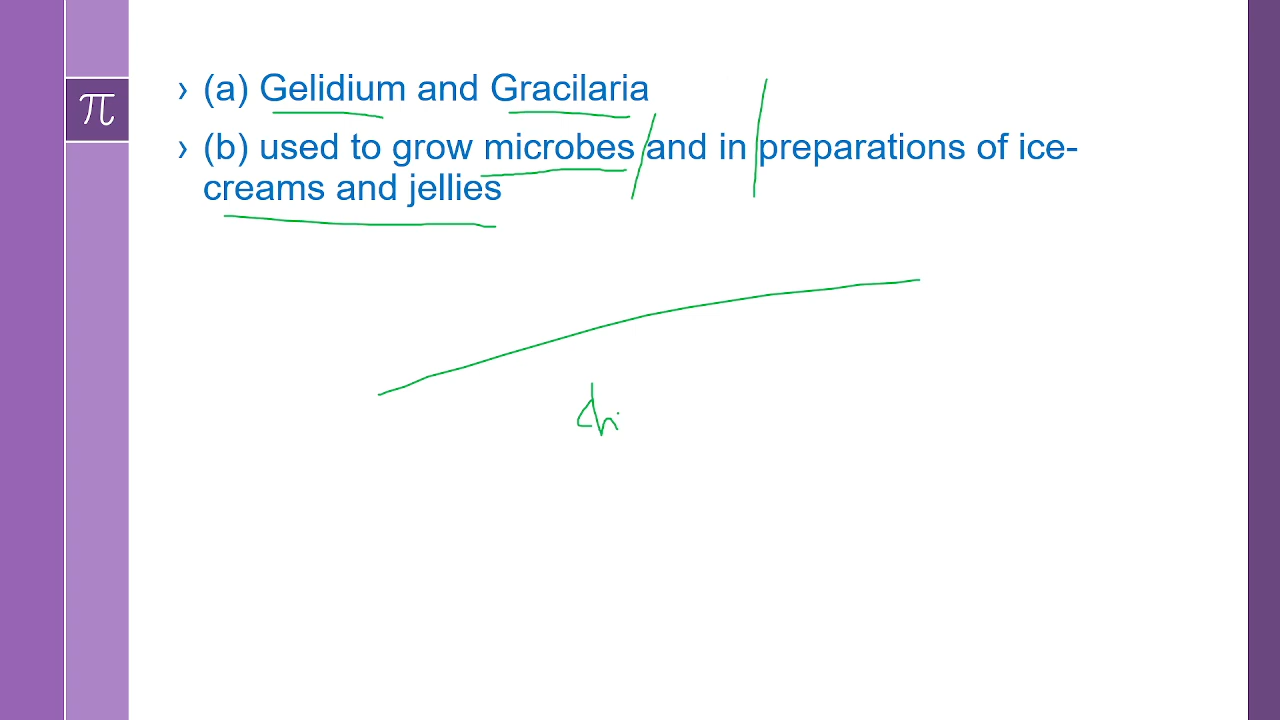 π
› (a) Gelidium and Gracilaria
› (b) used to grow microbes and in preparations of ice-
creams and jellies